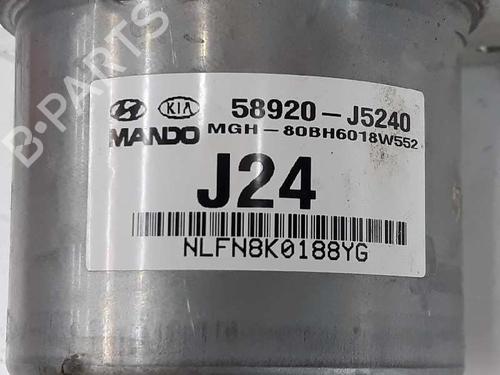 KIA 58920-J5240
MANDO MGH-80BH6018W552
J24
NLFN8K0188YG
B-PARTS